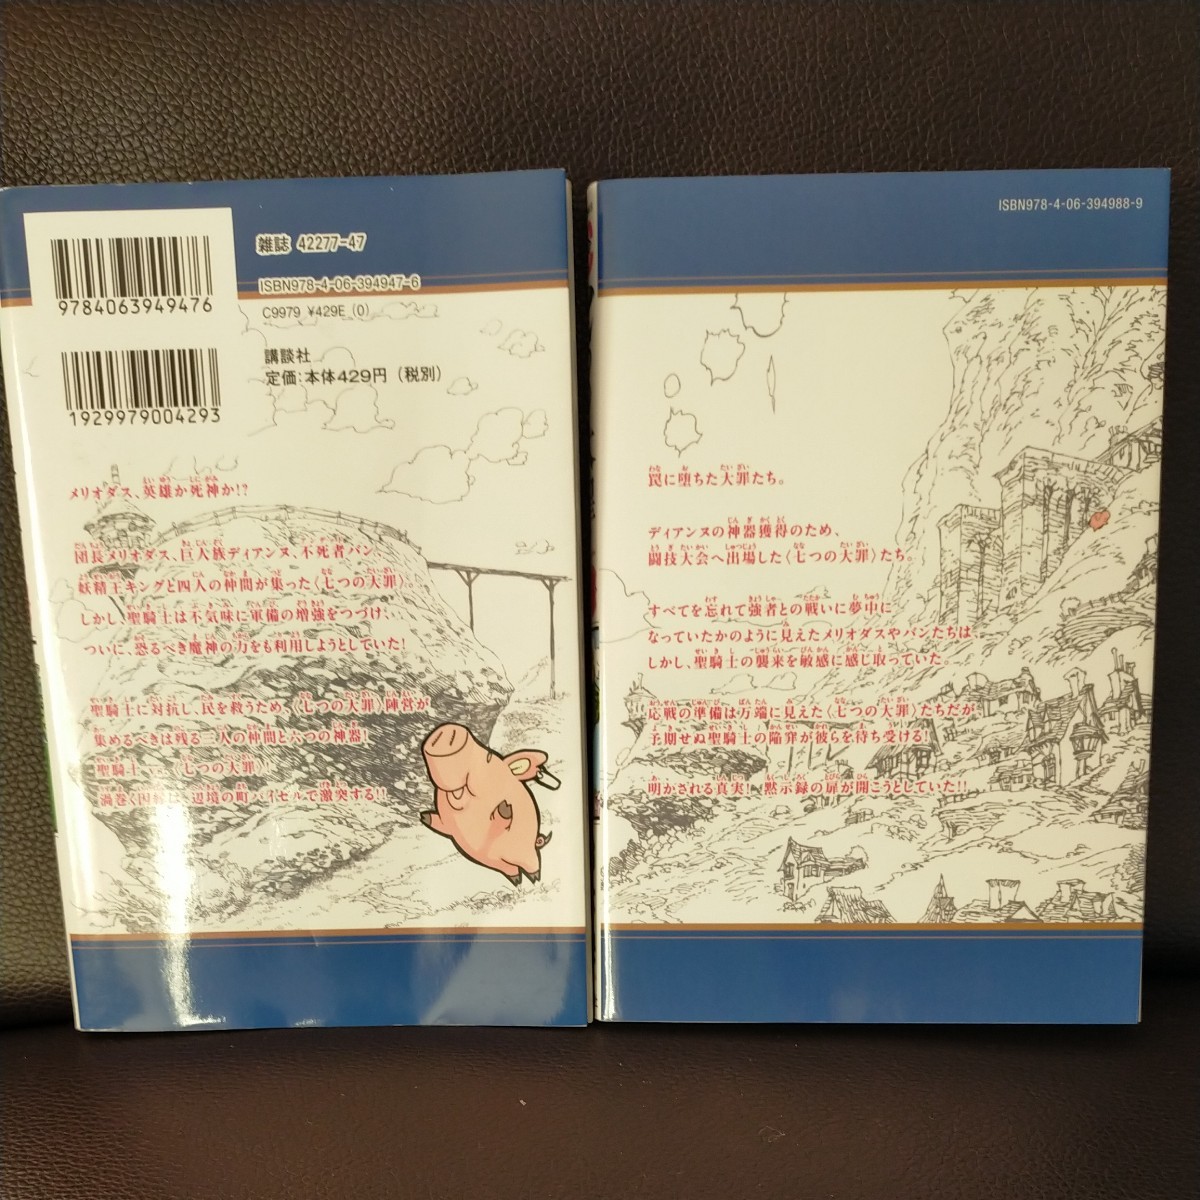 雑誌 42277-47
ISBN978-4-06-394947-6
9784063949476
C9979 ¥429E (0)
講談社
定価:本体429円(税別)
1929979004293
メリオダス、英雄か死神か!?
団長メリオダス、巨人族ディアンヌ、不死者バン、
妖精王キングと四人の仲間が集った〈七つの大罪〉。
しかし、聖騎士は不気味に軍備の増強をつづけ、
ついに、恐るべき魔神の力をも利用しようとしていた!
聖騎士に対抗し、民を救うため、〈七つの大罪〉陣営が
集めるべきは残る三人の仲間と六つの神器!
聖騎士 〈七つの大罪〉!
渦巻く因縁は、辺境の町バイゼルで激突する!!
ISBN978-4-06-394988-9
罠に堕ちた大罪たち。
ディアンヌの神器獲得のため、
闘技大会へ出場した〈七つの大罪〉たち。
すべてを忘れて強者との戦いに夢中に
なっていたかのように見えたメリオダスやバンたちは、
しかし、聖騎士の襲来を敏感に感じ取っていた。
応戦の準備は万端に見えた〈七つの大罪〉たちだが、
予期せぬ聖騎士の陥穽が彼らを待ち受ける!
明かされる真実! 黙示録の扉が開こうとしていた!!